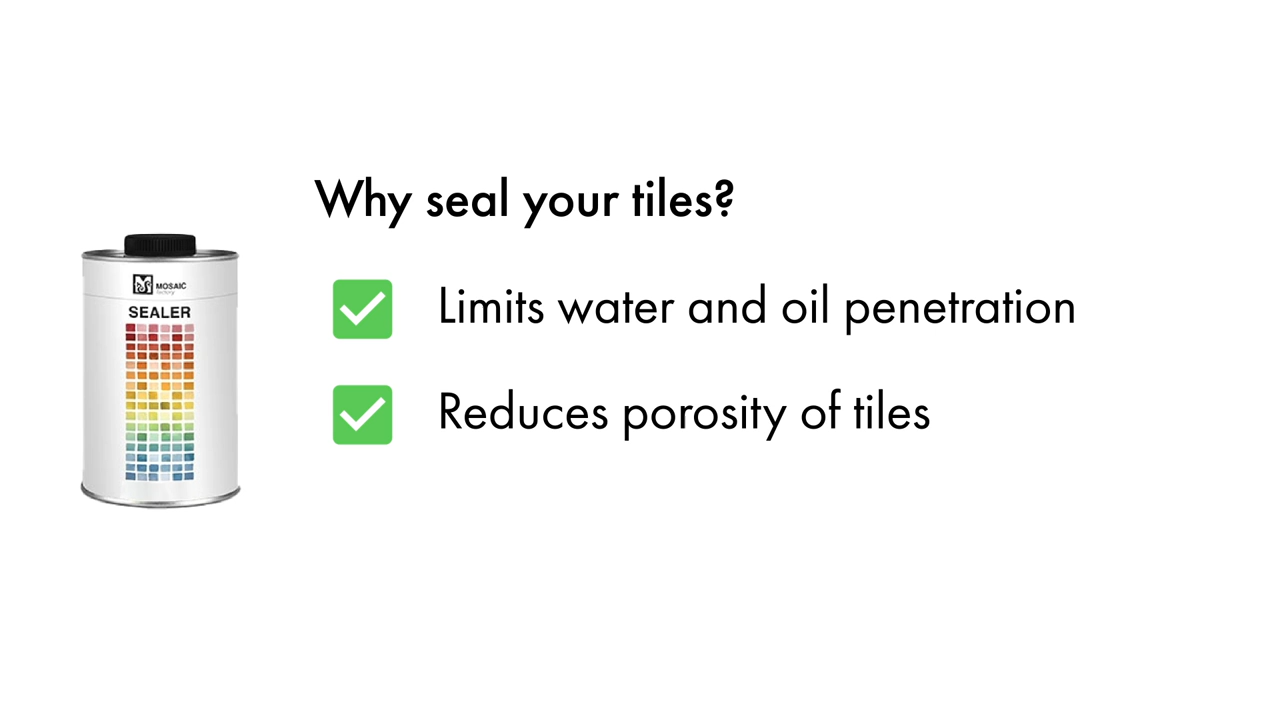 Why seal your tiles?
Limits water and oil penetration
Reduces porosity of tiles
MOSAIC
factory
SEALER